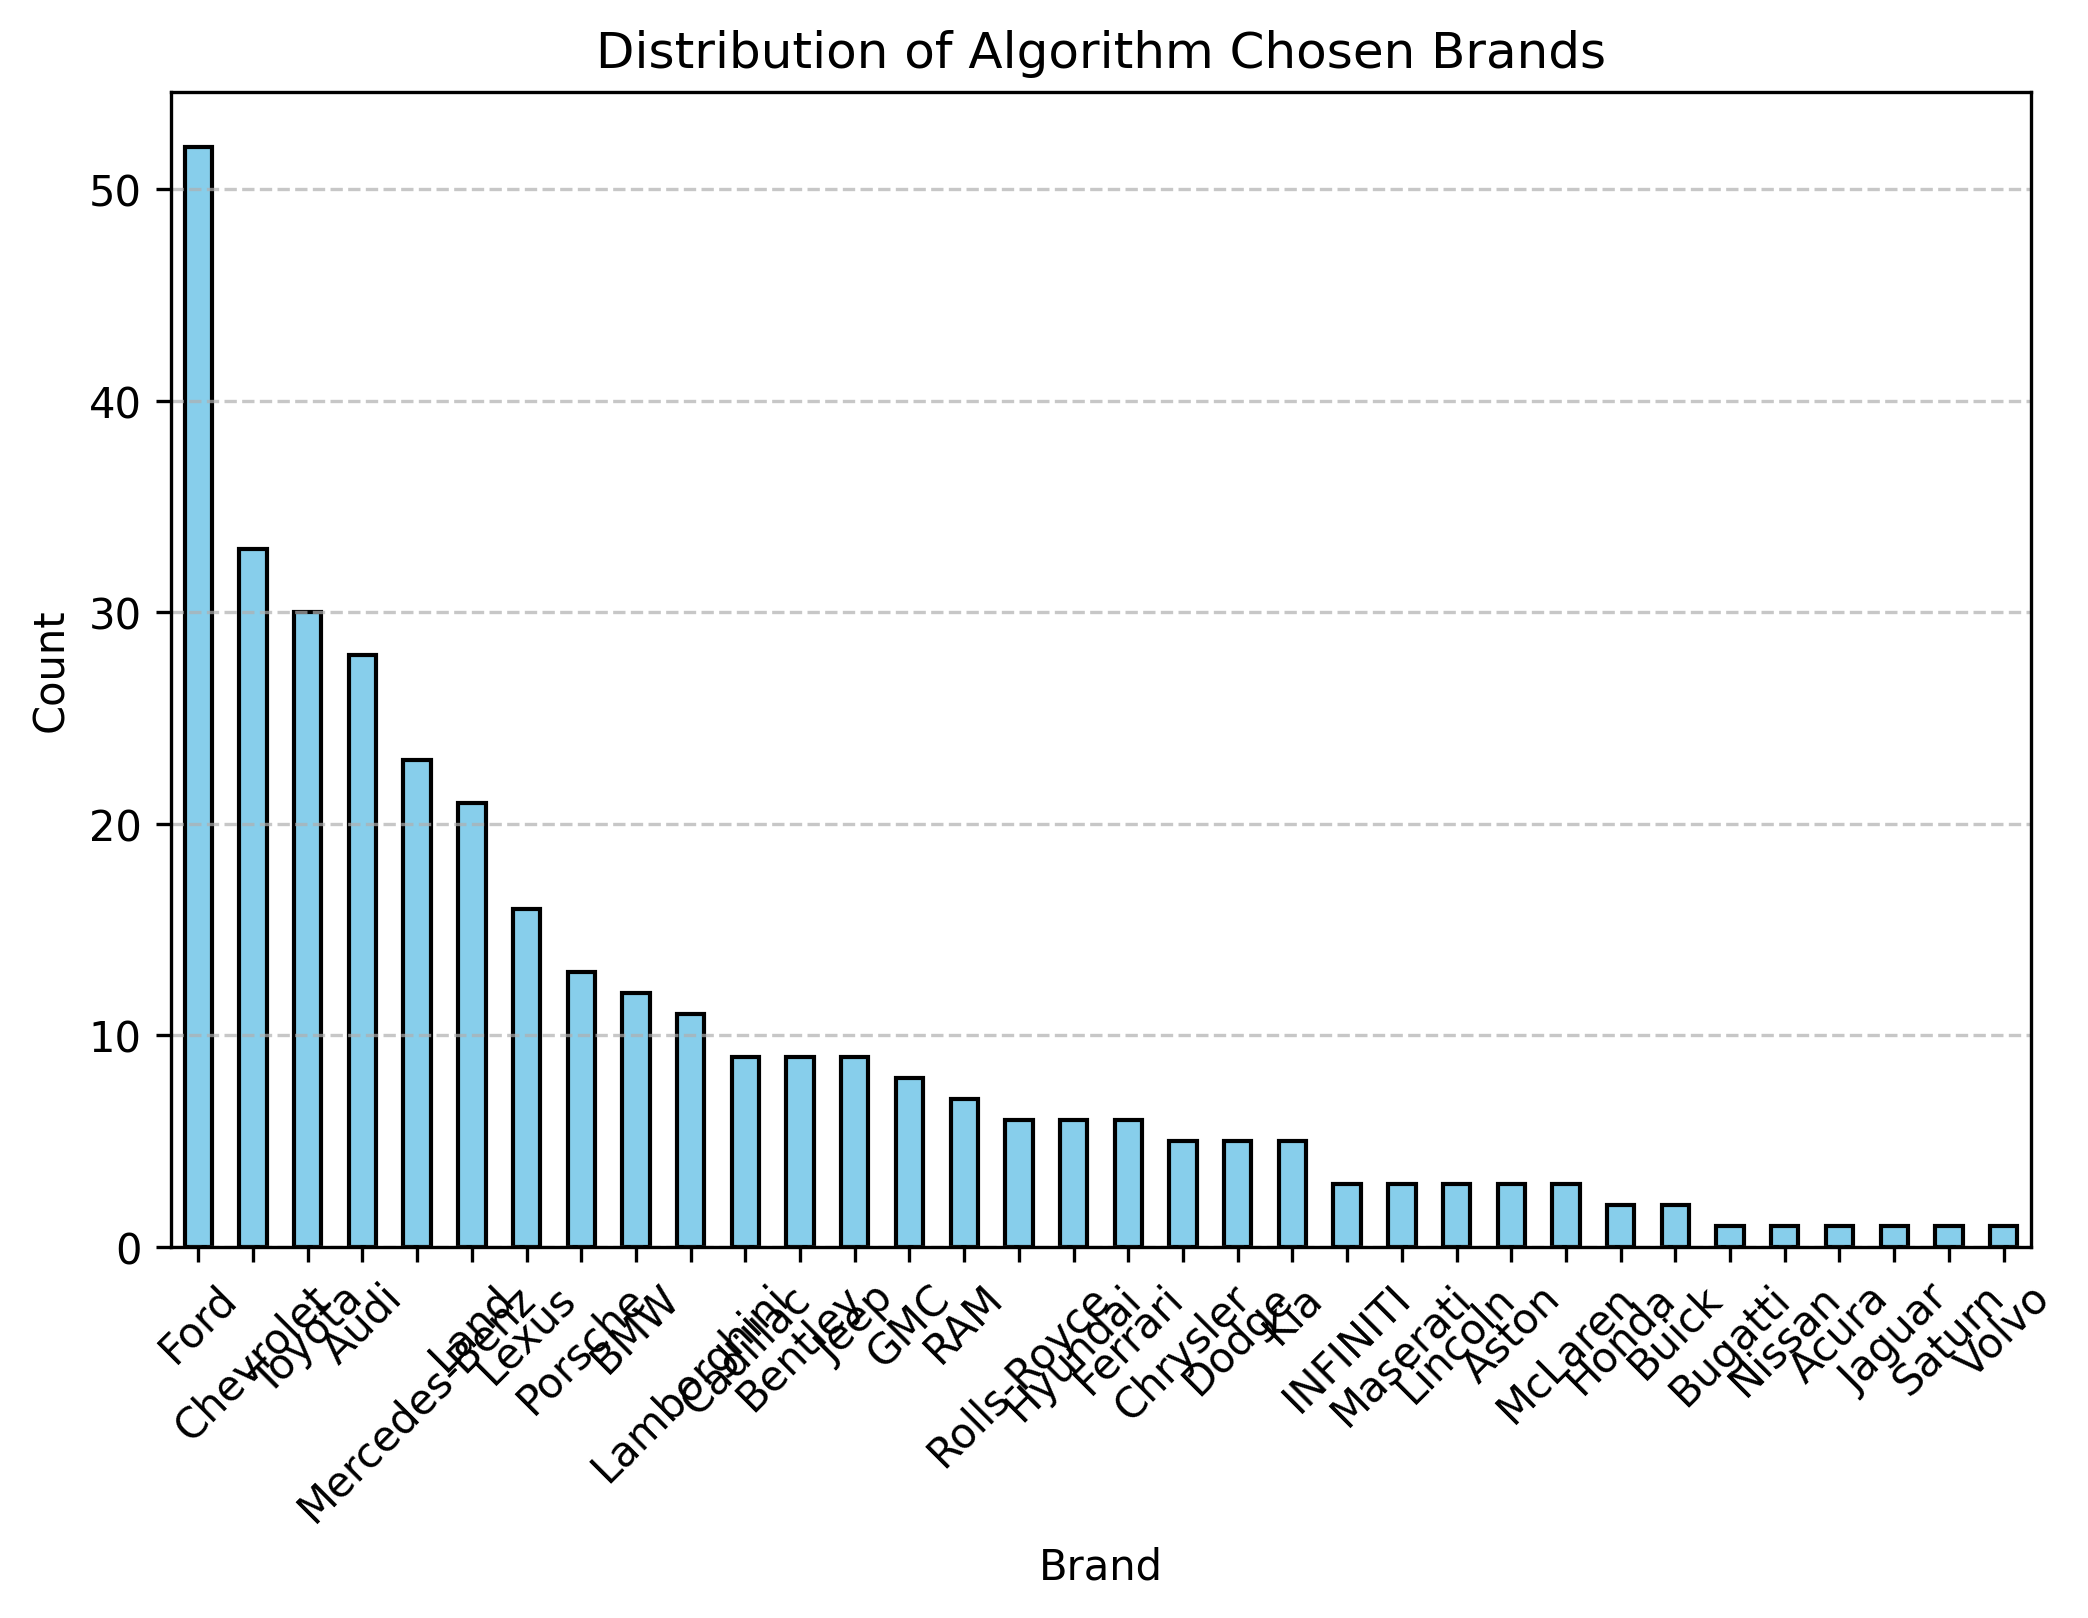 Distribution of Algorithm Chosen Brands
Count
50
40
30
20
10
0
Ford
Chevrolet
Toyota
Audi
Mercedes-Benz
Land
Lexus
Porsche
BMW
Lamborghini
Cadillac
Bentley
Jeep
GMC
RAM
Rolls-Royce
Hyundai
Ferrari
Chrysler
Dodge
Kia
INFINITI
Maserati
Lincoln
Aston
McLaren
Honda
Buick
Bugatti
Nissan
Acura
Jaguar
Saturn
Volvo
Brand